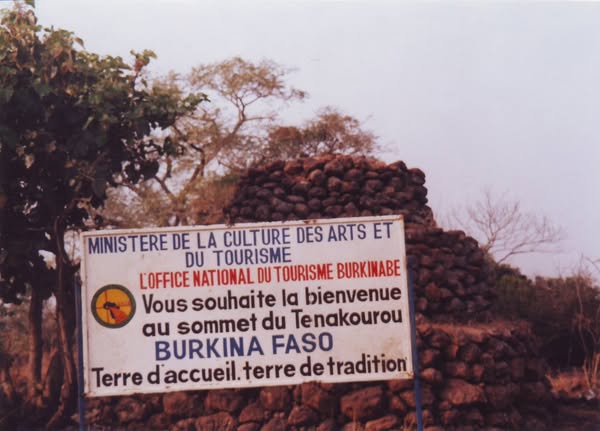 MINISTERE DE LA CULTURE DES ARTS ET
DU TOURISME
L'OFFICE NATIONAL DU TOURISME BURKINABE
Vous souhaite la bienvenue
au sommet du Tenakourou
BURKINA FASO
Terre d'accueil. terre de tradition